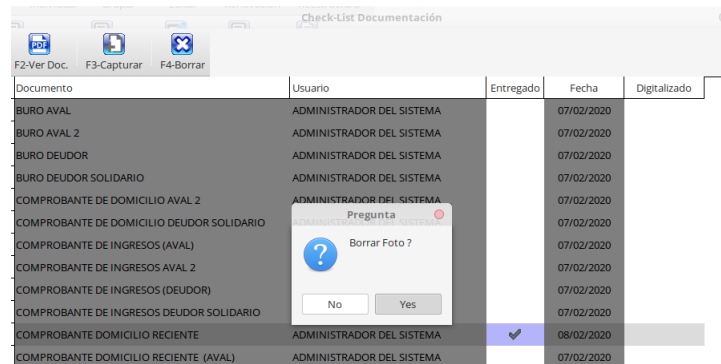 Check-List Documentación
F2-Ver Doc. F3-Capturar F4-Borrar
Documento Usuario Entregado Fecha Digitalizado
BURO AVAL ADMINISTRADOR DEL SISTEMA 07/02/2020
BURO AVAL 2 ADMINISTRADOR DEL SISTEMA 07/02/2020
BURO DEUDOR ADMINISTRADOR DEL SISTEMA 07/02/2020
BURO DEUDOR SOLIDARIO ADMINISTRADOR DEL SISTEMA 07/02/2020
COMPROBANTE DE DOMICILIO AVAL 2 ADMINISTRADOR DEL SISTEMA 07/02/2020
COMPROBANTE DE DOMICILIO DEUDOR SOLIDARIO 07/02/2020
COMPROBANTE DE INGRESOS (AVAL) 07/02/2020
COMPROBANTE DE INGRESOS AVAL 2 07/02/2020
COMPROBANTE DE INGRESOS (DEUDOR) 07/02/2020
COMPROBANTE DE INGRESOS DEUDOR SOLIDARIO 07/02/2020
COMPROBANTE DOMICILIO RECIENTE ADMINISTRADOR DEL SISTEMA 08/02/2020
COMPROBANTE DOMICILIO RECIENTE (AVAL) ADMINISTRADOR DEL SISTEMA 07/02/2020
Pregunta
Borrar Foto ?
No Yes